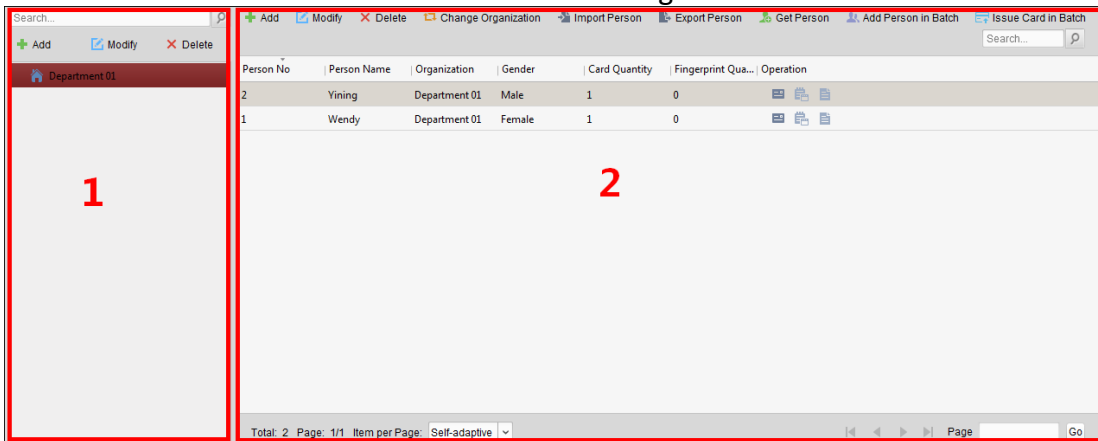 Search...
Add Modify Delete
Department 01
1
Add Modify Delete Change Organization Import Person Export Person Get Person Add Person in Batch Issue Card in Batch
Search...
Person No Person Name Organization Gender Card Quantity Fingerprint Qua... Operation
2 Yining Department 01 Male 1 0
1 Wendy Department 01 Female 1 0
2
Total: 2 Page: 1/1 Item per Page: Self-adaptive Page Go